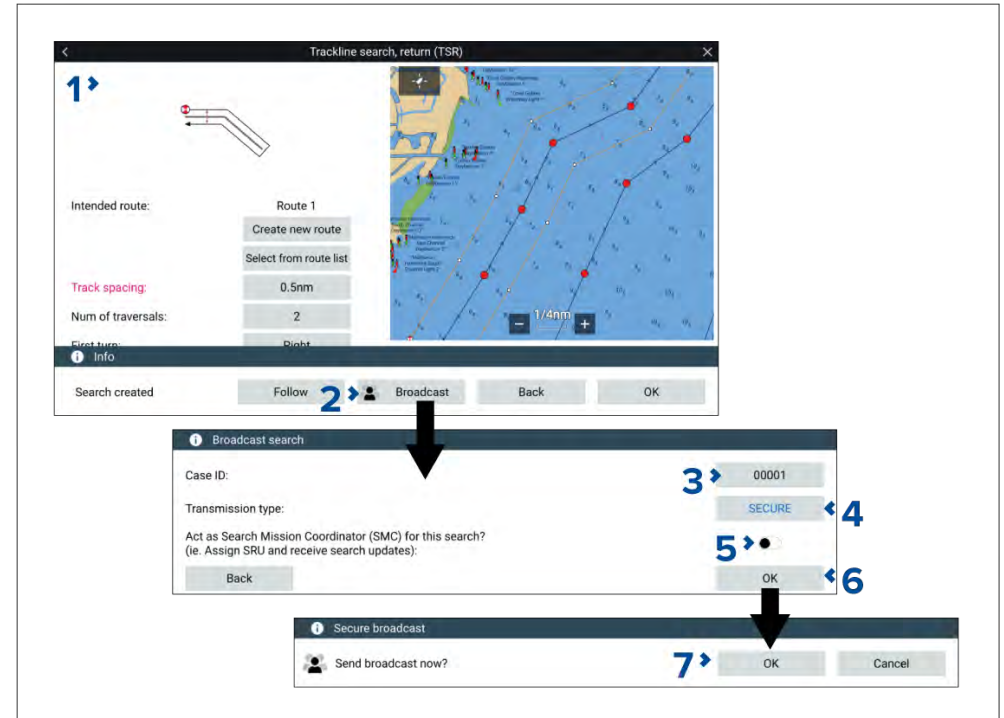 Trackline search, return (TSR)
1
Intended route:
Route 1
Create new route
Select from route list
Track spacing:
0.5nm
Num of traversals:
2
First turn:
Right
1/4nm
Info
Search created
Follow
2
Broadcast
Back
OK
Broadcast search
Case ID:
3
00001
Transmission type:
SECURE
4
Act as Search Mission Coordinator (SMC) for this search?
(ie. Assign SRU and receive search updates):
5
Back
OK
6
Secure broadcast
Send broadcast now?
7
OK
Cancel